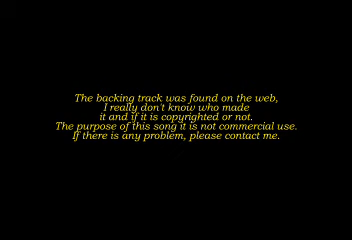 The backing track was found on the web,
I really don't know who made
it and if it is copyrighted or not.
The purpose of this song it is not commercial use.
If there is any problem, please contact me.